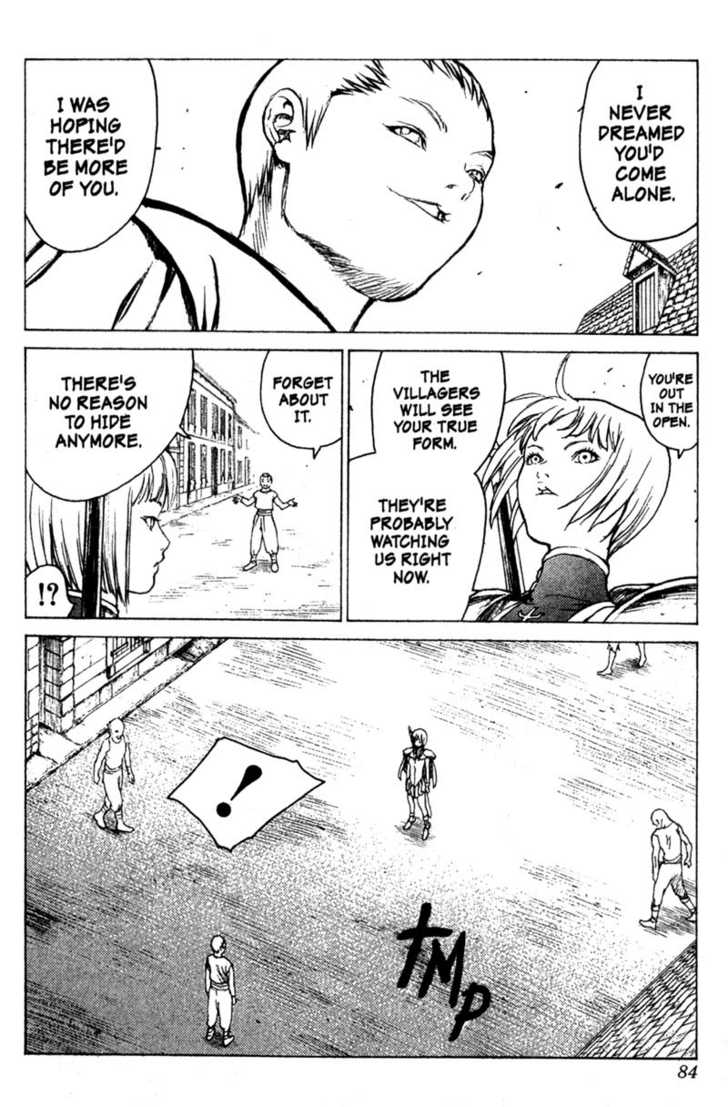 I
NEVER
DREAMED
YOU'D
COME
ALONE.
I WAS
HOPING
THERE'D
BE MORE
OF YOU.
YOU'RE
OUT
IN THE
OPEN.
THE
VILLAGERS
WILL SEE
YOUR TRUE
FORM.
THEY'RE
PROBABLY
WATCHING
US RIGHT
NOW.
FORGET
ABOUT
IT.
THERE'S
NO REASON
TO HIDE
ANYMORE.
!?
!
TMP
84